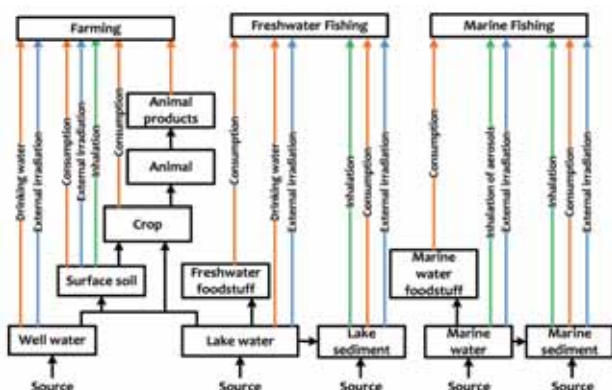 Farming
Freshwater Fishing
Marine Fishing
Drinking water
External irradiation
Consumption
External irradiation
Inhalation
Consumption
Animal
products
Animal
Crop
Surface soil
Well water
Source
Consumption
Drinking water
External irradiation
Inhalation
Consumption
External irradiation
Freshwater
foodstuff
Lake water
Lake
sediment
Source
Source
Consumption
Inhalation of aerosols
External irradiation
Inhalation
Consumption
External irradiation
Marine
water
foodstuff
Marine
water
Marine
sediment
Source
Source